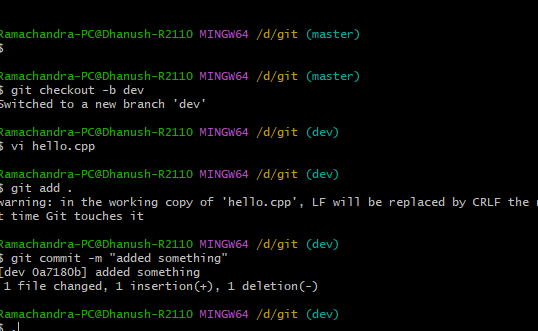 Ramachandra-PC@Dhanush-R2110 MINGW64 /d/git (master)
$
Ramachandra-PC@Dhanush-R2110 MINGW64 /d/git (master)
$ git checkout -b dev
Switched to a new branch 'dev'
Ramachandra-PC@Dhanush-R2110 MINGW64 /d/git (dev)
$ vi hello.cpp
Ramachandra-PC@Dhanush-R2110 MINGW64 /d/git (dev)
$ git add .
warning: in the working copy of 'hello.cpp', LF will be replaced by CRLF the n
t time Git touches it
Ramachandra-PC@Dhanush-R2110 MINGW64 /d/git (dev)
$ git commit -m "added something"
[dev 0a7180b] added something
1 file changed, 1 insertion(+), 1 deletion(-)
Ramachandra-PC@Dhanush-R2110 MINGW64 /d/git (dev)
$ .